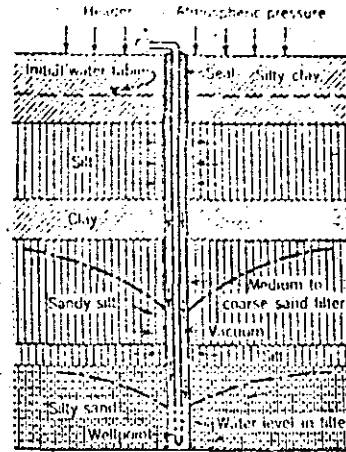 Header Atmospheric pressure
Initial water table Seal Silty clay
Silt
Clay
Medium to
coarse sand filter
Sandy silt
Vacuum
Silt
Silty sand Water level in filte
Wellpoint